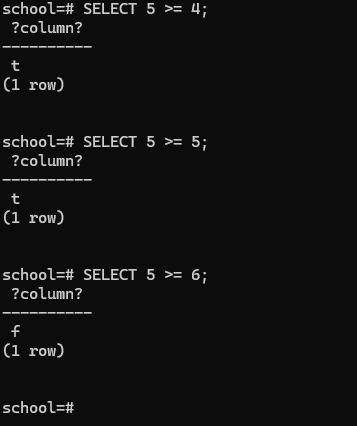 school=# SELECT 5 >= 4;
 ?column?
----------
 t
(1 row)

school=# SELECT 5 >= 5;
 ?column?
----------
 t
(1 row)

school=# SELECT 5 >= 6;
 ?column?
----------
 f
(1 row)

school=#